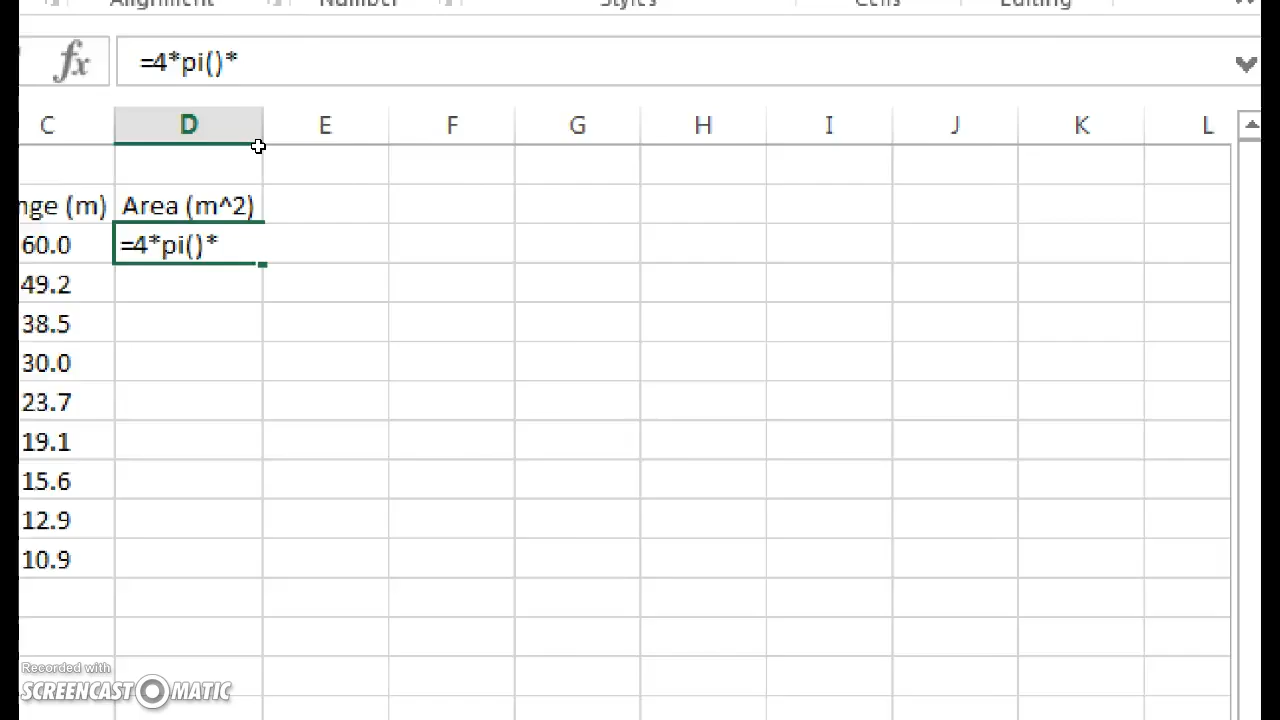 Alignment Number Styles Cells Editing
fx =4*pi()*
C D E F G H I J K L
nge (m) Area (m^2)
60.0 =4*pi()*
49.2
38.5
30.0
23.7
19.1
15.6
12.9
10.9
Recorded with
SCREENCAST-O-MATIC